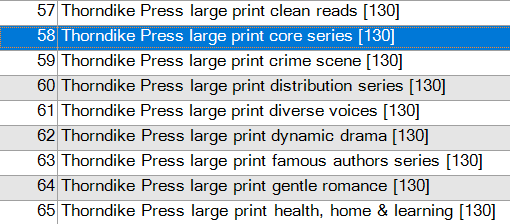 57 Thorndike Press large print clean reads [130]
58 Thorndike Press large print core series [130]
59 Thorndike Press large print crime scene [130]
60 Thorndike Press large print distribution series [130]
61 Thorndike Press large print diverse voices [130]
62 Thorndike Press large print dynamic drama [130]
63 Thorndike Press large print famous authors series [130]
64 Thorndike Press large print gentle romance [130]
65 Thorndike Press large print health, home & learning [130]